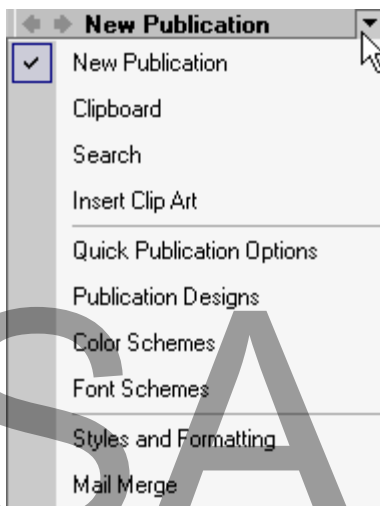 New Publication
New Publication
Clipboard
Search
Insert Clip Art
Quick Publication Options
Publication Designs
Color Schemes
Font Schemes
Styles and Formatting
Mail Merge
SA